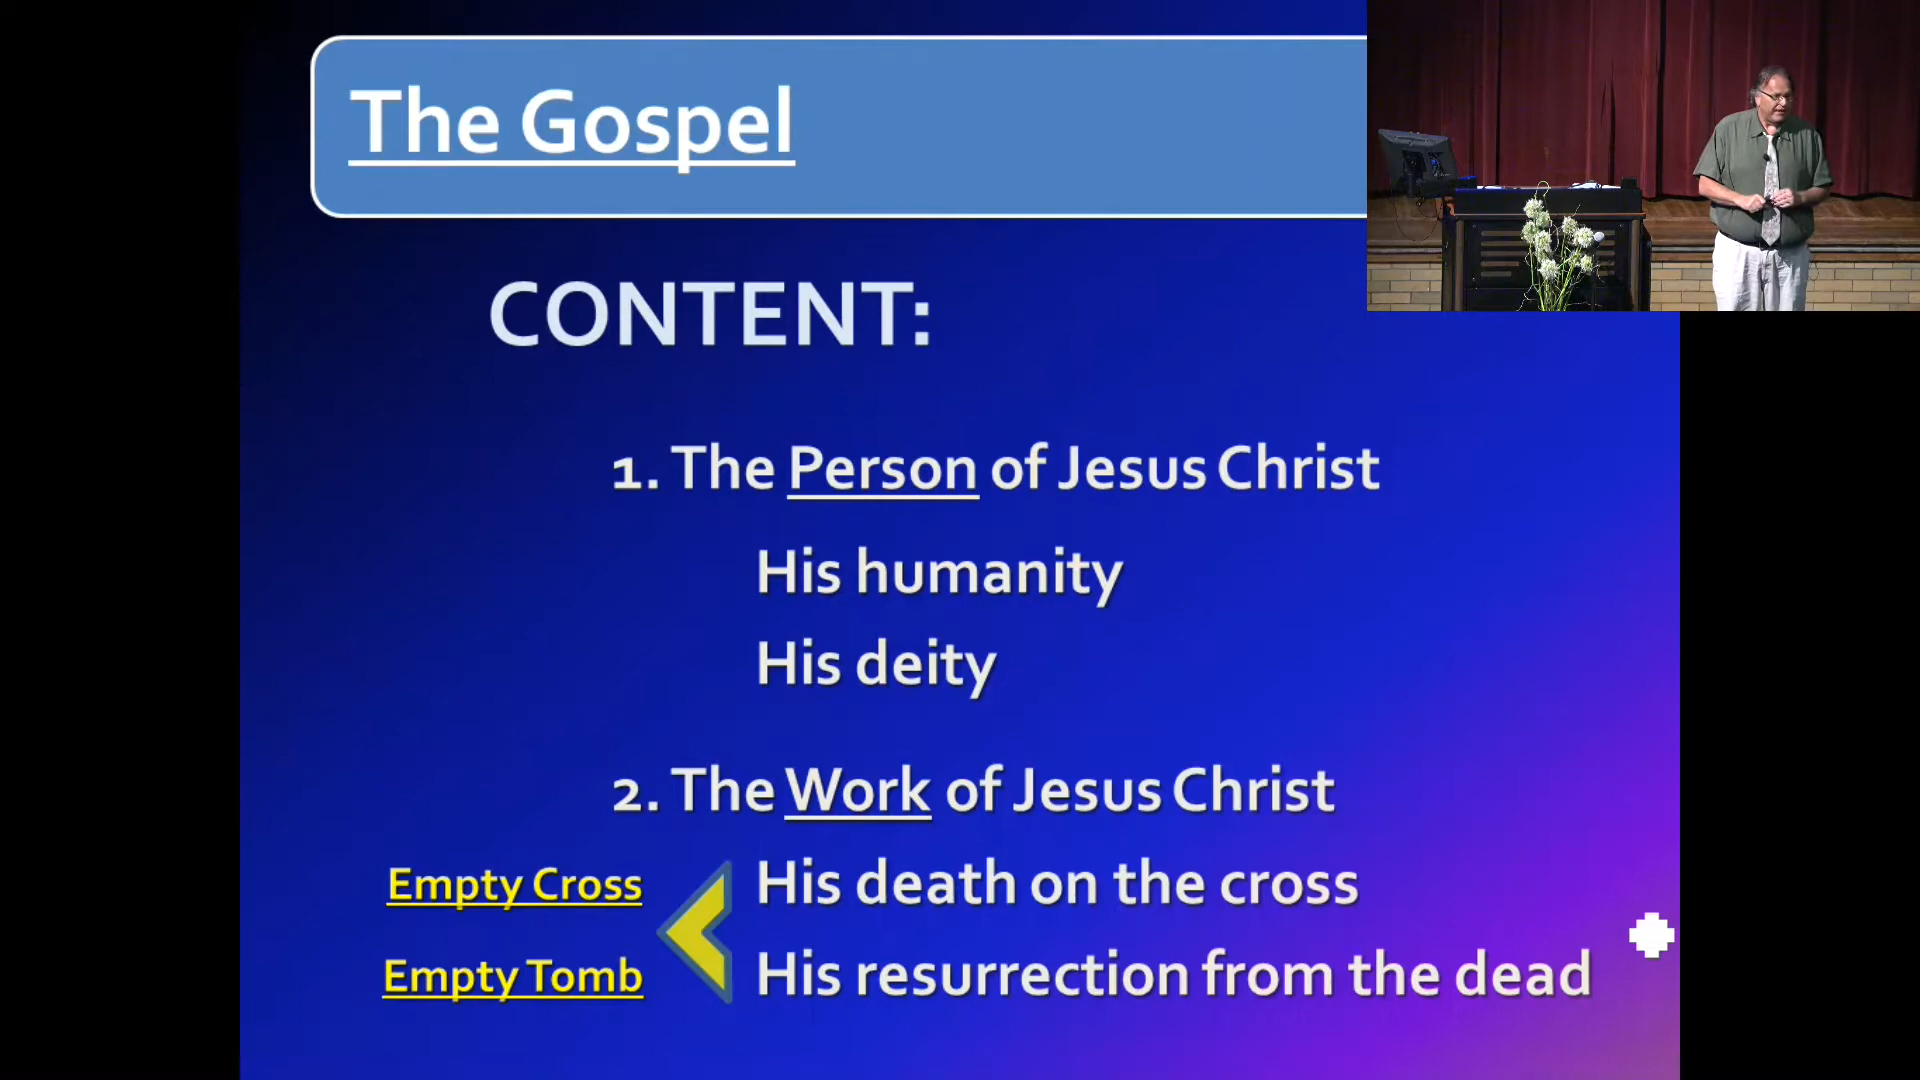 The Gospel
CONTENT:
1. The Person of Jesus Christ
His humanity
His deity
2. The Work of Jesus Christ
Empty Cross
His death on the cross
Empty Tomb
His resurrection from the dead